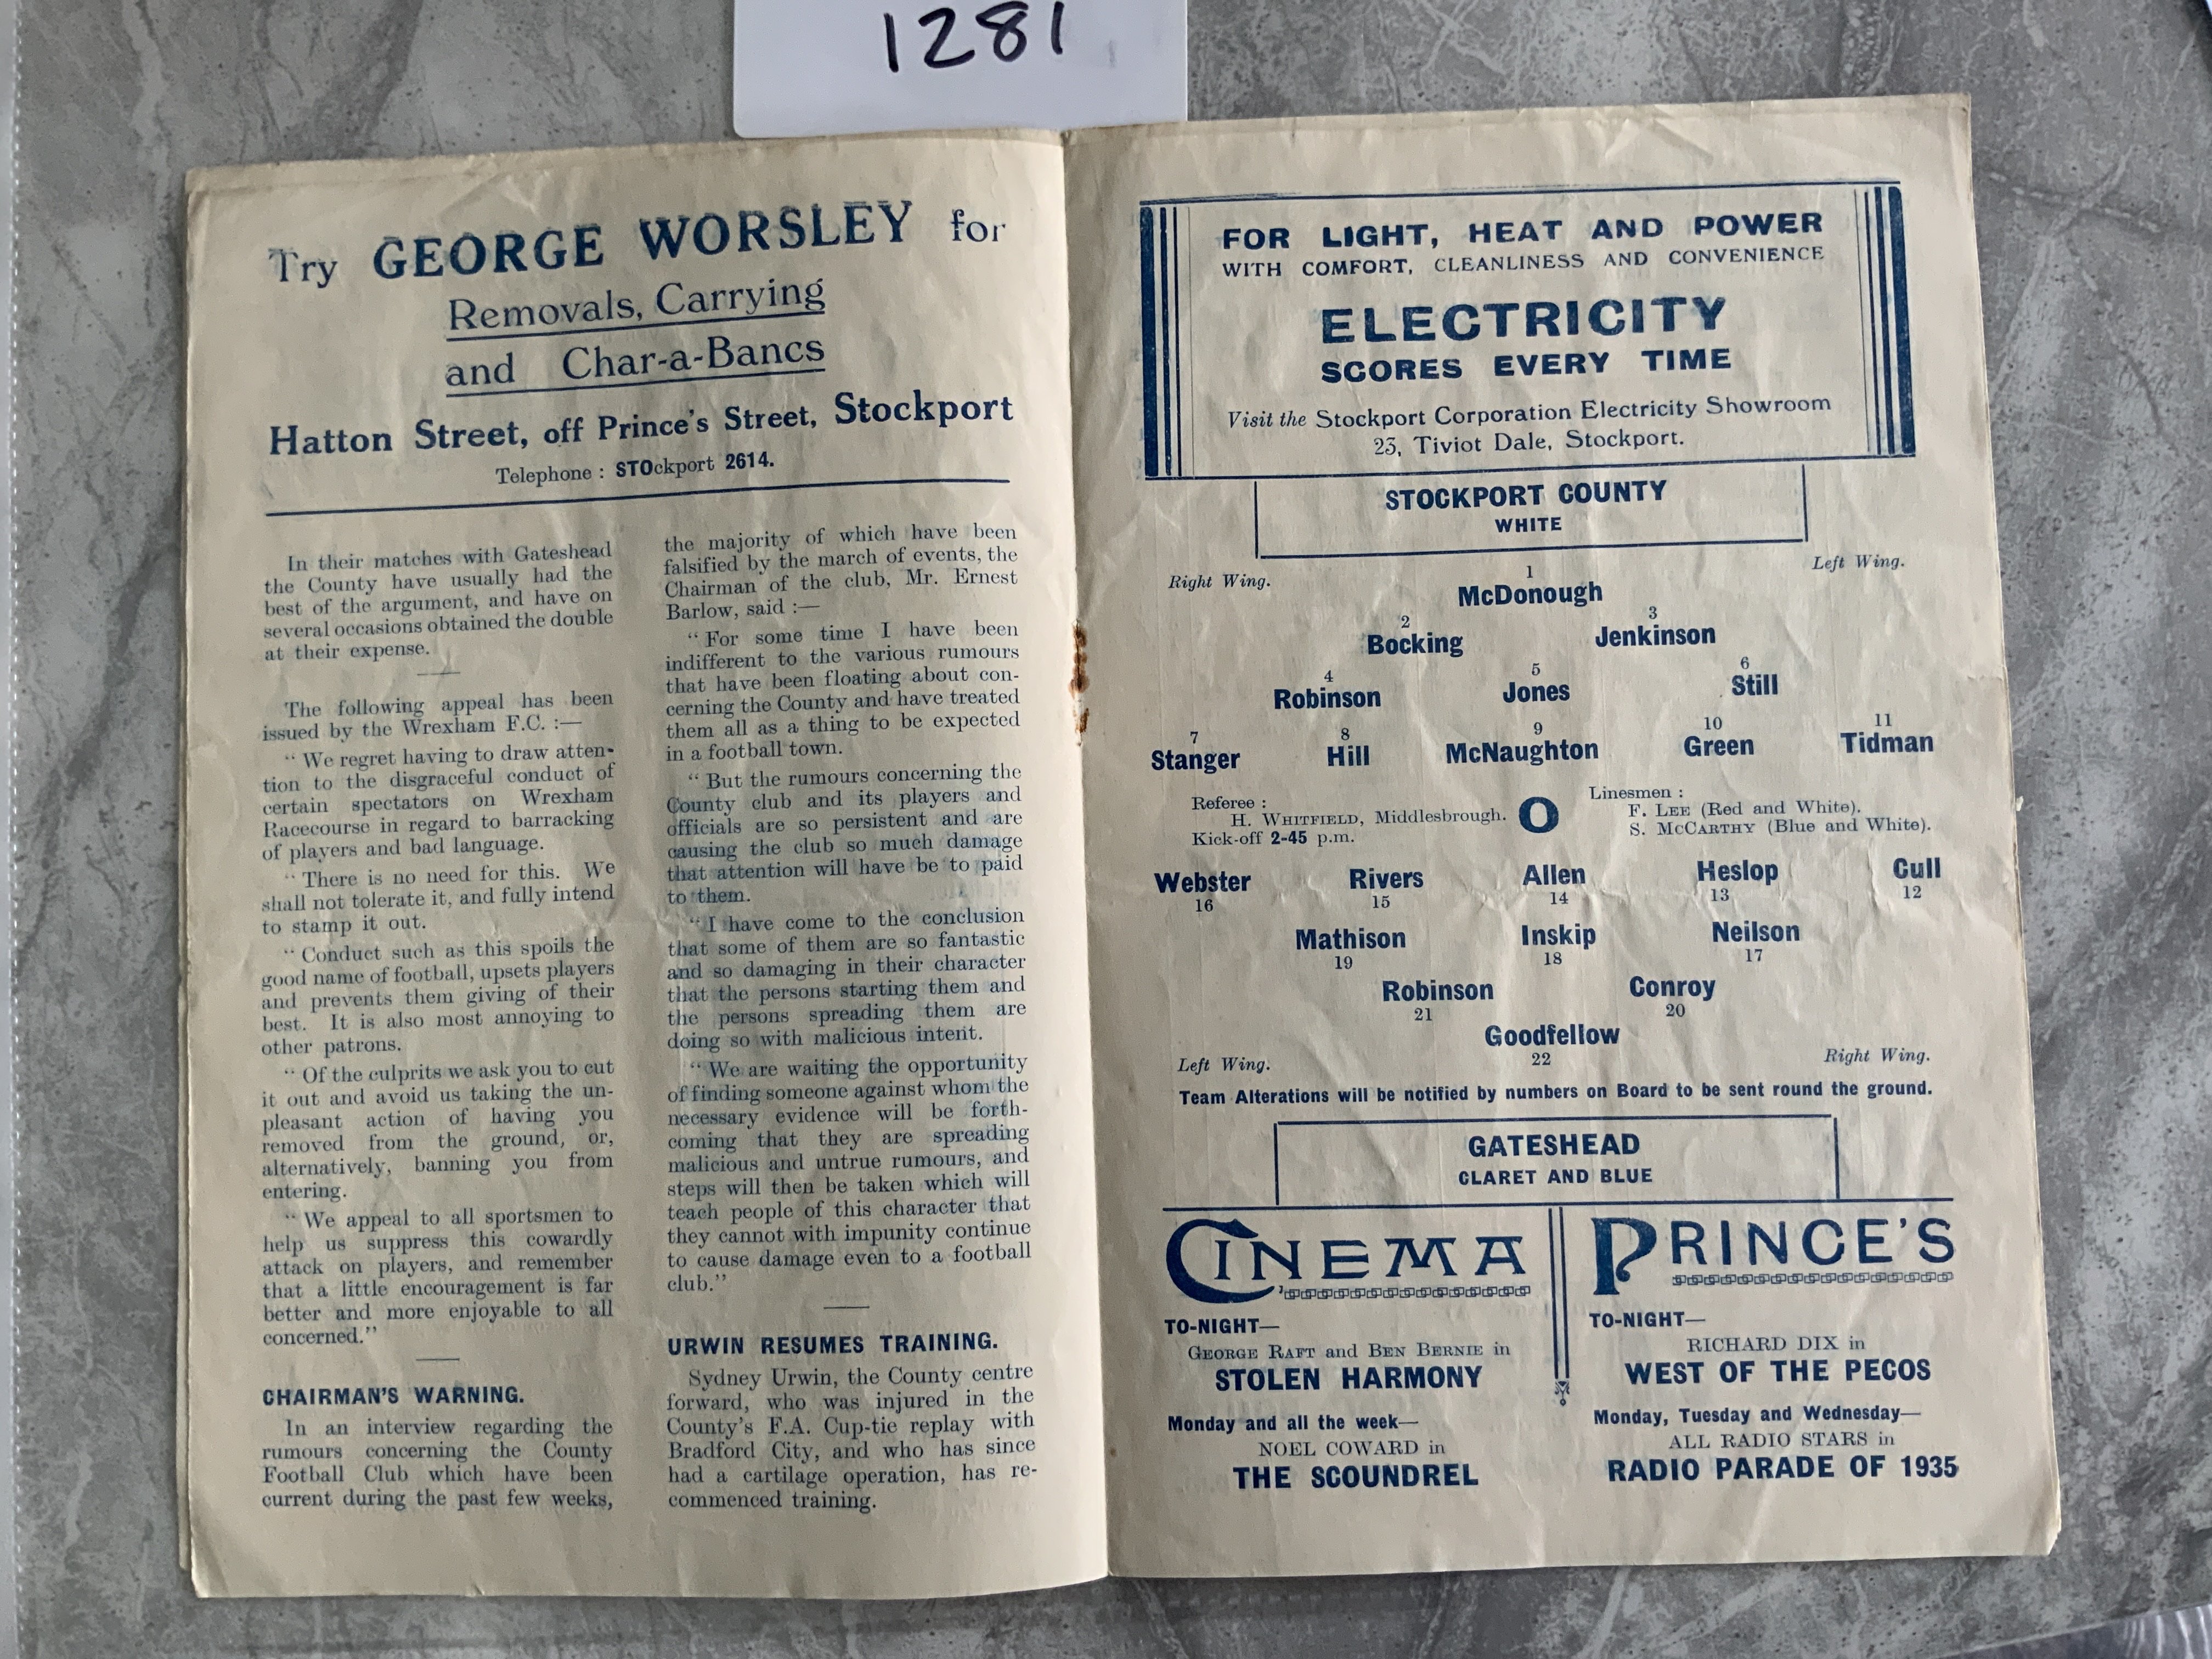 1281
Try GEORGE WORSLEY for
Removals, Carrying
and Char-a-Bancs
Hatton Street, off Prince's Street, Stockport
Telephone : STOckport 2614.
In their matches with Gateshead
the County have usually had the
best of the argument, and have on
several occasions obtained the double
at their expense.
The following appeal has been
issued by the Wrexham F.C. :—
" We regret having to draw atten-
tion to the disgraceful conduct of
certain spectators on Wrexham
Racecourse in regard to barracking
of players and bad language.
" There is no need for this. We
shall not tolerate it, and fully intend
to stamp it out.
" Conduct such as this spoils the
good name of football, upsets players
and prevents them giving of their
best. It is also most annoying to
other patrons.
" Of the culprits we ask you to cut
it out and avoid us taking the un-
pleasant action of having you
removed from the ground, or,
alternatively, banning you from
entering.
" We appeal to all sportsmen to
help us suppress this cowardly
attack on players, and remember
that a little encouragement is far
better and more enjoyable to all
concerned."
CHAIRMAN'S WARNING.
In an interview regarding the
rumours concerning the County
Football Club which have been
current during the past few weeks,
the majority of which have been
falsified by the march of events, the
Chairman of the club, Mr. Ernest
Barlow, said :—
" For some time I have been
indifferent to the various rumours
that have been floating about con-
cerning the County and have treated
them all as a thing to be expected
in a football town.
" But the rumours concerning the
County club and its players and
officials are so persistent and are
causing the club so much damage
that attention will have be to paid
to them.
" I have come to the conclusion
that some of them are so fantastic
and so damaging in their character
that the persons starting them and
the persons spreading them are
doing so with malicious intent.
" We are waiting the opportunity
of finding someone against whom the
necessary evidence will be forth-
coming that they are spreading
malicious and untrue rumours, and
steps will then be taken which will
teach people of this character that
they cannot with impunity continue
to cause damage even to a football
club."
URWIN RESUMES TRAINING.
Sydney Urwin, the County centre
forward, who was injured in the
County's F.A. Cup-tie replay with
Bradford City, and who has since
had a cartilage operation, has re-
commenced training.
FOR LIGHT, HEAT AND POWER
WITH COMFORT, CLEANLINESS AND CONVENIENCE
ELECTRICITY
SCORES EVERY TIME
Visit the Stockport Corporation Electricity Showroom
23, Tiviot Dale, Stockport.
STOCKPORT COUNTY
WHITE
Right Wing. Left Wing.
1
McDonough
2 3
Bocking Jenkinson
4 5 6
Robinson Jones Still
7 8 9 10 11
Stanger Hill McNaughton Green Tidman
Referee :
H. WHITFIELD, Middlesbrough.
Kick-off 2-45 p.m.
O
Linesmen :
F. LEE (Red and White).
S. McCARTHY (Blue and White).
Webster Rivers Allen Heslop Cull
16 15 14 13 12
Mathison Inskip Neilson
19 18 17
Robinson Conroy
21 20
Goodfellow
22
Left Wing. Right Wing.
Team Alterations will be notified by numbers on Board to be sent round the ground.
GATESHEAD
CLARET AND BLUE
CINEMA
TO-NIGHT—
GEORGE RAFT and BEN BERNIE in
STOLEN HARMONY
Monday and all the week—
NOEL COWARD in
THE SCOUNDREL
PRINCE'S
TO-NIGHT—
RICHARD DIX in
WEST OF THE PECOS
Monday, Tuesday and Wednesday—
ALL RADIO STARS in
RADIO PARADE OF 1935